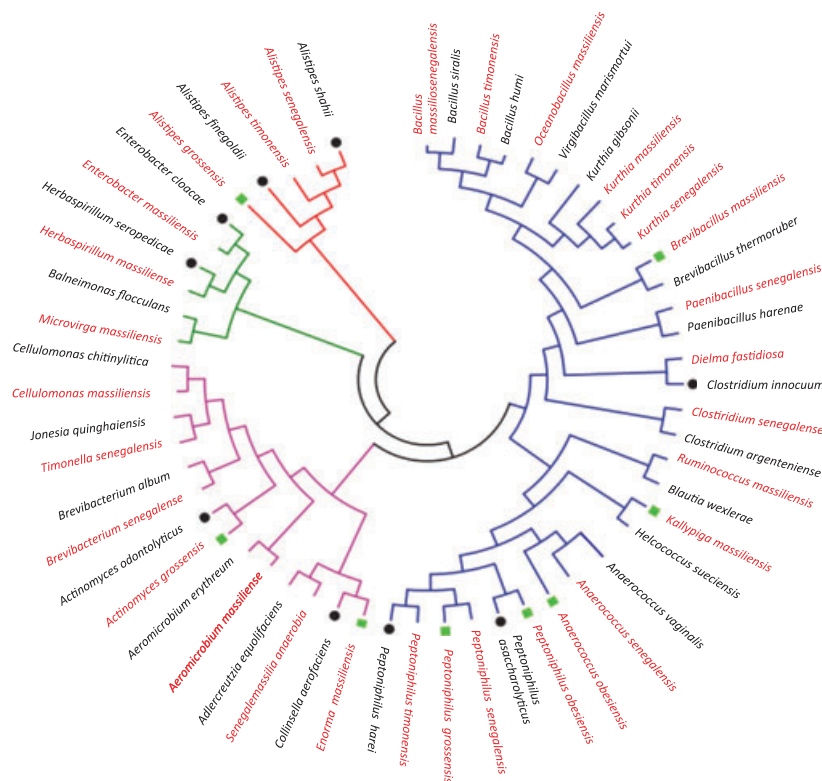 Bacillus
massiliosenegalensis
Bacillus siralis
Bacillus timonensis
Bacillus humi
Oceanobacillus massiliensis
Virgibacillus marismortui
Kurthia gibsonii
Kurthia massiliensis
Kurthia timonensis
Kurthia senegalensis
Brevibacillus massiliensis
Brevibacillus thermoruber
Paenibacillus senegalensis
Paenibacillus harenae
Dielma fastidiosa
Clostridium innocuum
Clostiridium senegalense
Clostridium argenteniense
Ruminococcus massiliensis
Blautia wexlerae
Kallypiga massiliensis
Helcococcus sueciensis
Anaerococcus vaginalis
Anaerococcus senegalensis
Anaerococcus obesiensis
Peptoniphilus obesiensis
Peptoniphilus
asaccharolyticus
Peptoniphilus senegalensis
Peptoniphilus grossensis
Peptoniphilus timonensis
Peptoniphilus harei
Enorma massiliensis
Collinsella aerofaciens
Senegalemassilia anaerobia
Adlercreutzia equolifaciens
Aeromicrobium massiliense
Aeromicrobium erythreum
Actinomyces grossensis
Actinomyces odontolyticus
Brevibacterium senegalense
Brevibacterium album
Timonella senegalensis
Jonesia quinghaiensis
Cellulomonas massiliensis
Cellulomonas chitinylitica
Microvirga massiliensis
Balneimonas flocculans
Herbaspirillum massiliense
Herbaspirillum seropedicae
Enterobacter massiliensis
Enterobacter cloacae
Alistipes grossensis
Alistipes finegoldii
Alistipes timonensis
Alistipes senegalensis
Alistipes shahii